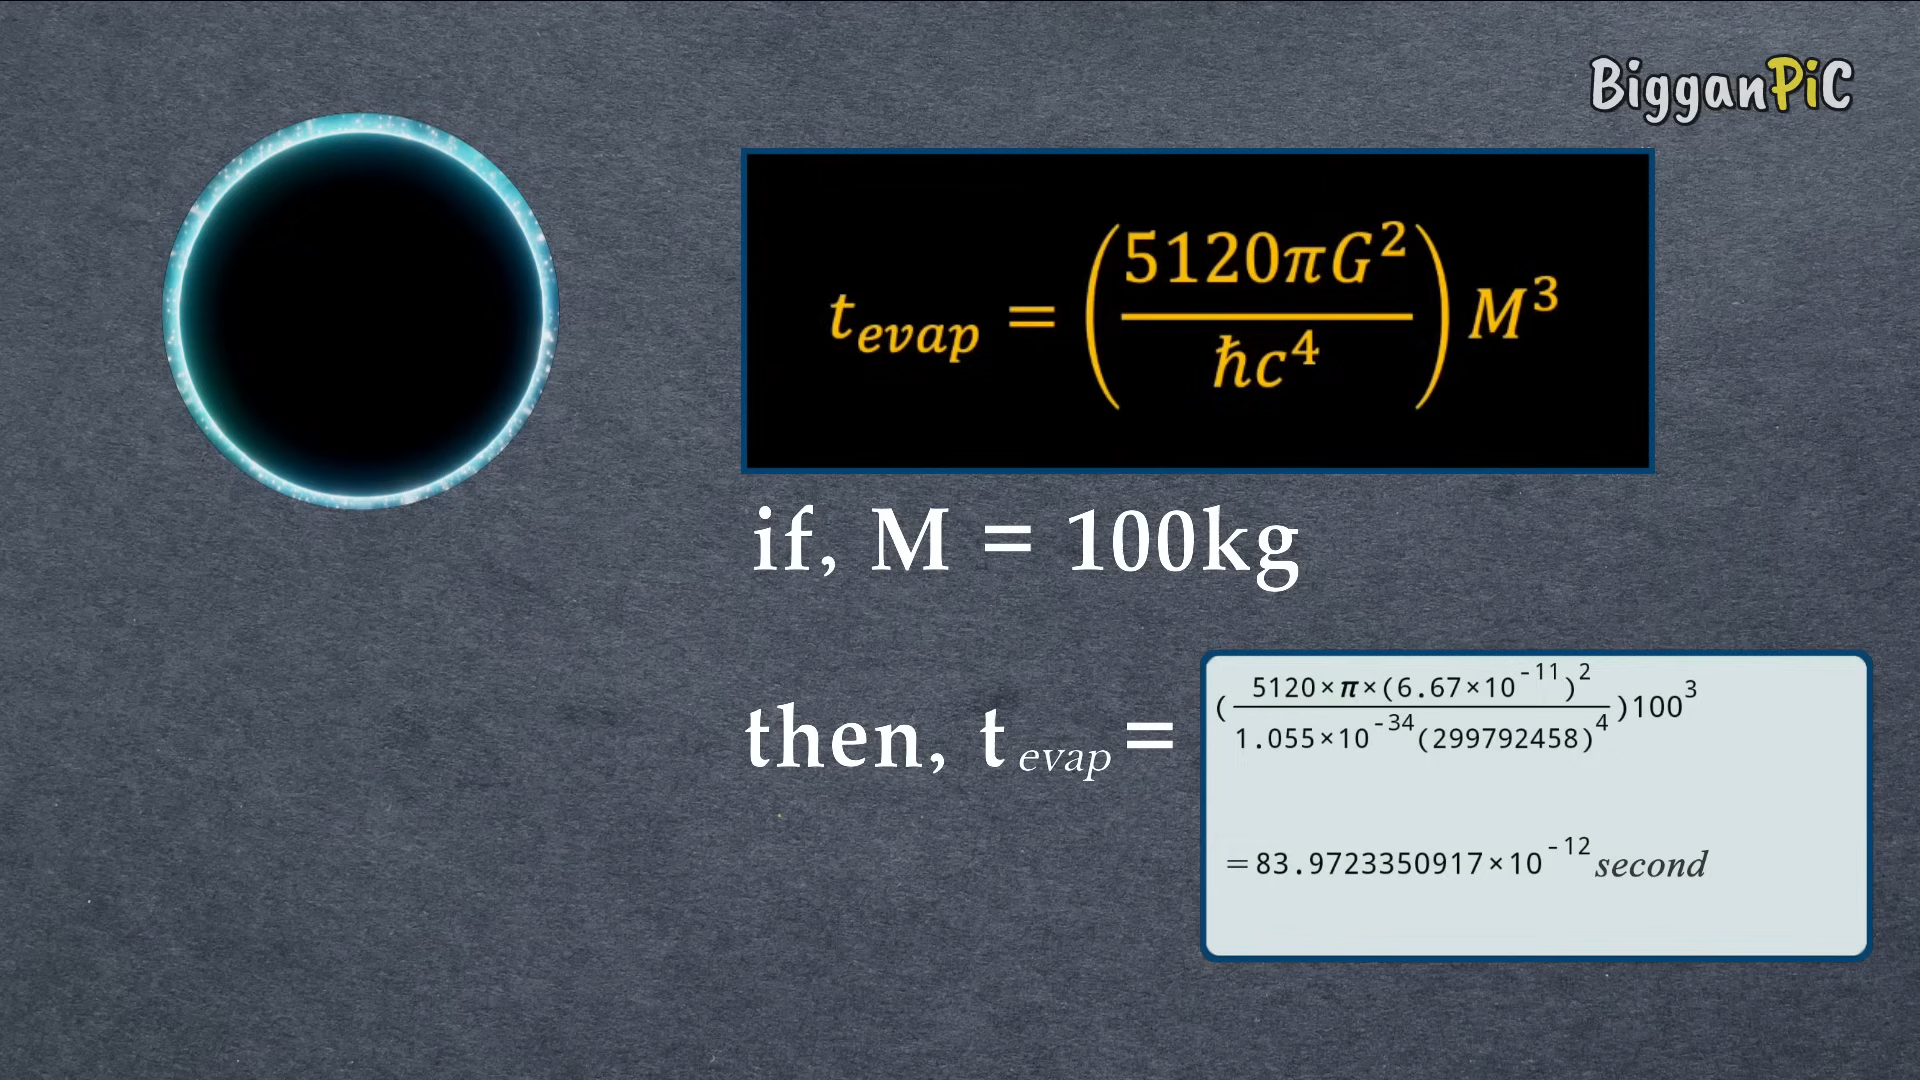 BigganPiC
t_evap = (5120πG² / ħc⁴) M³
if, M = 100kg
then, t_evap =
(5120×π×(6.67×10⁻¹¹)² / 1.055×10⁻³⁴(299792458)⁴)100³
=83.9723350917×10⁻¹² second